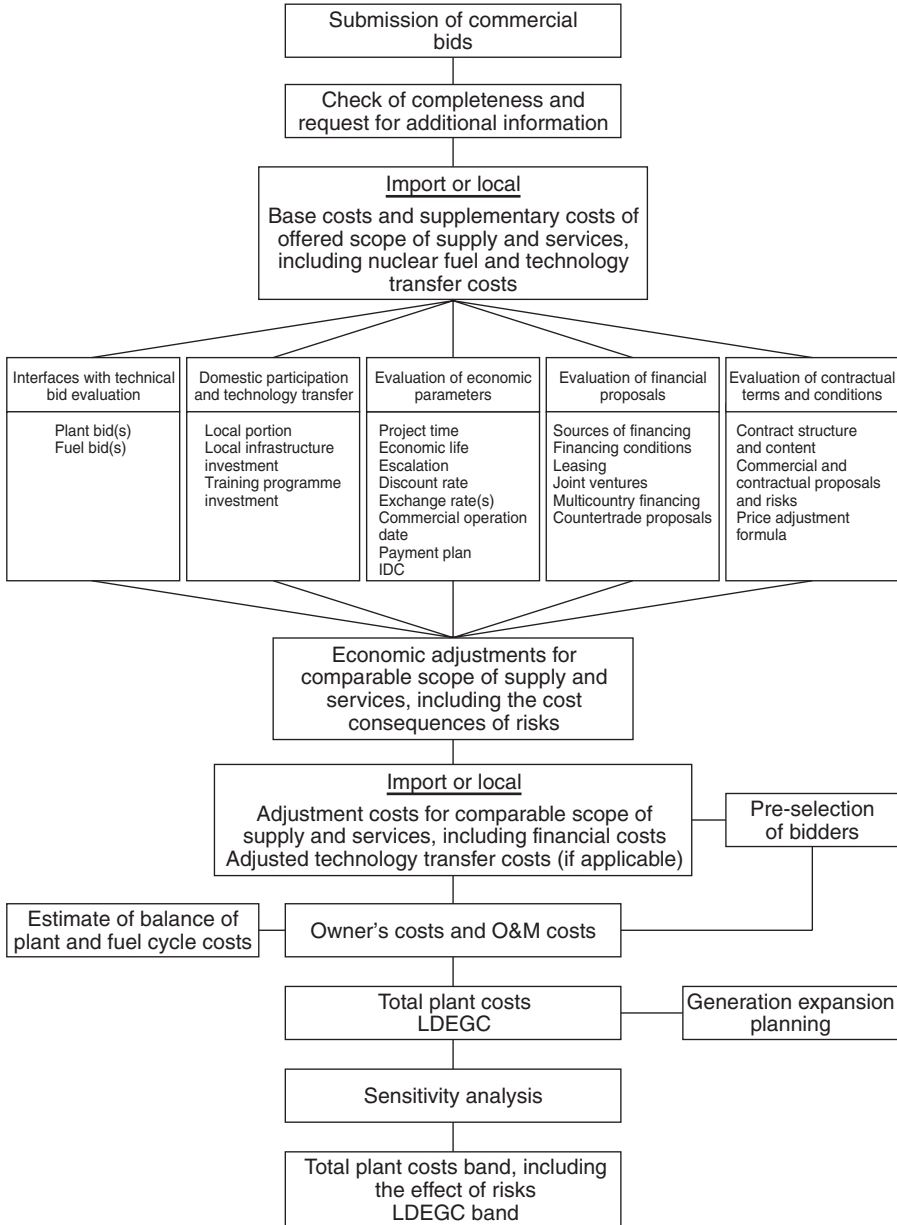 Submission of commercial
bids
Check of completeness and
request for additional information
Import or local
Base costs and supplementary costs of
offered scope of supply and services,
including nuclear fuel and technology
transfer costs
Interfaces with technical
bid evaluation
Plant bid(s)
Fuel bid(s)
Domestic participation
and technology transfer
Local portion
Local infrastructure
investment
Training programme
investment
Evaluation of economic
parameters
Project time
Economic life
Escalation
Discount rate
Exchange rate(s)
Commercial operation
date
Payment plan
IDC
Evaluation of financial
proposals
Sources of financing
Financing conditions
Leasing
Joint ventures
Multicountry financing
Countertrade proposals
Evaluation of contractual
terms and conditions
Contract structure
and content
Commercial and
contractual proposals
and risks
Price adjustment
formula
Economic adjustments for
comparable scope of supply and
services, including the cost
consequences of risks
Import or local
Adjustment costs for comparable scope of
supply and services, including financial costs
Adjusted technology transfer costs (if applicable)
Pre-selection
of bidders
Estimate of balance of
plant and fuel cycle costs
Owner's costs and O&M costs
Total plant costs
LDEGC
Generation expansion
planning
Sensitivity analysis
Total plant costs band, including
the effect of risks
LDEGC band